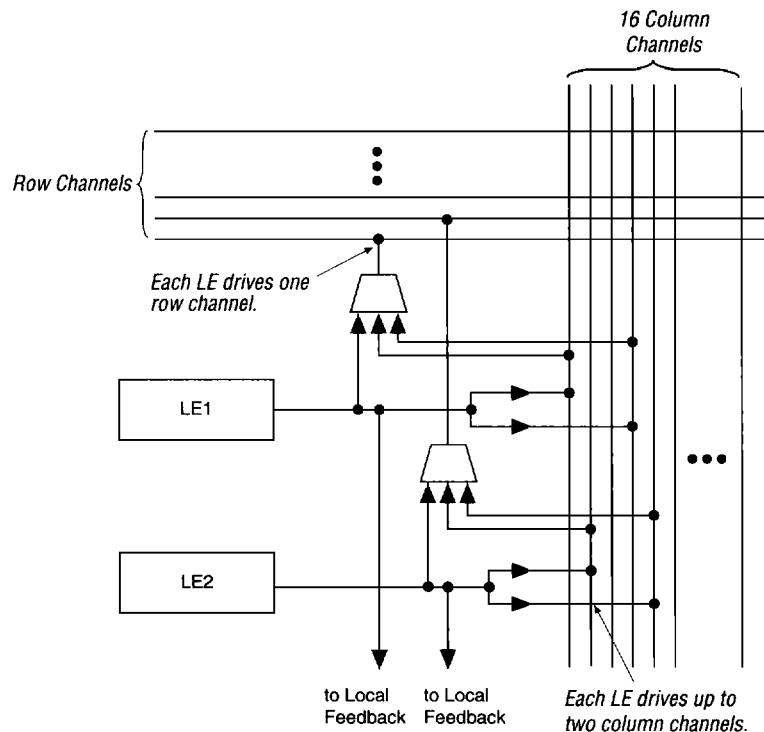 16 Column
Channels
Row Channels
Each LE drives one
row channel.
LE1
LE2
to Local
Feedback
to Local
Feedback
Each LE drives up to
two column channels.